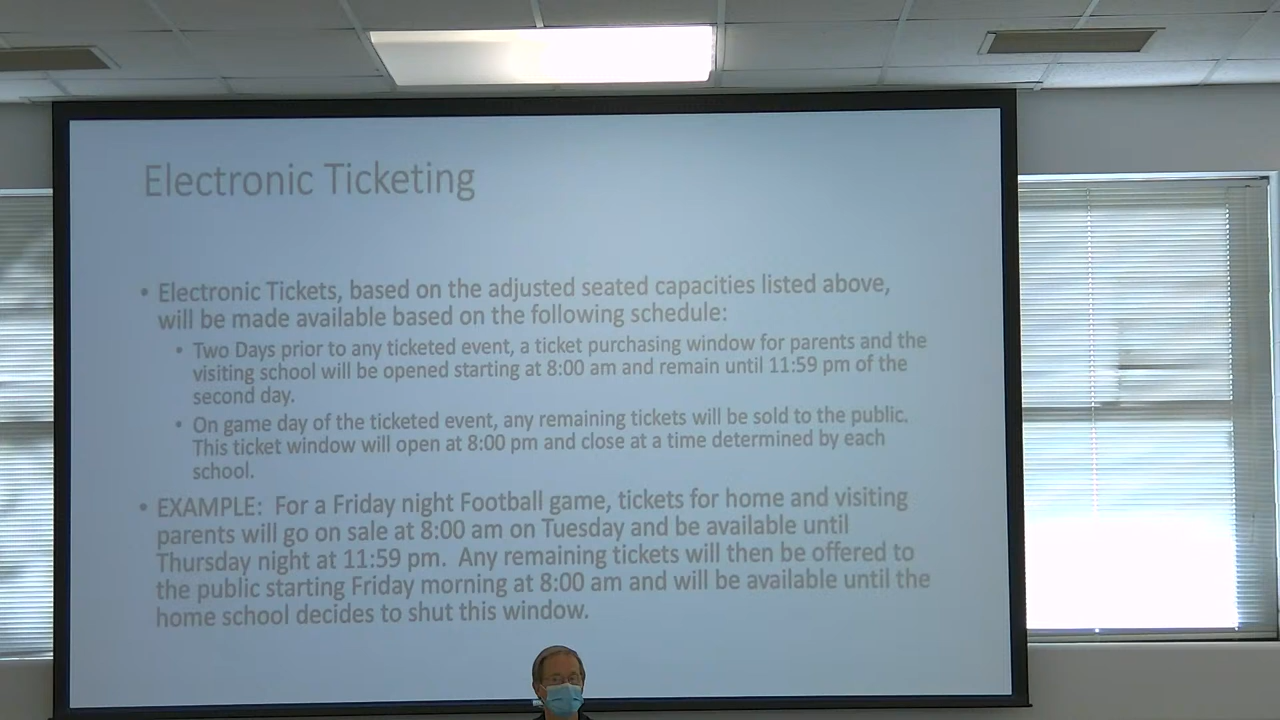 Electronic Ticketing
• Electronic Tickets, based on the adjusted seated capacities listed above,
will be made available based on the following schedule:
• Two Days prior to any ticketed event, a ticket purchasing window for parents and the
visiting school will be opened starting at 8:00 am and remain until 11:59 pm of the
second day.
• On game day of the ticketed event, any remaining tickets will be sold to the public.
This ticket window will open at 8:00 pm and close at a time determined by each
school.
• EXAMPLE: For a Friday night Football game, tickets for home and visiting
parents will go on sale at 8:00 am on Tuesday and be available until
Thursday night at 11:59 pm. Any remaining tickets will then be offered to
the public starting Friday morning at 8:00 am and will be available until the
home school decides to shut this window.